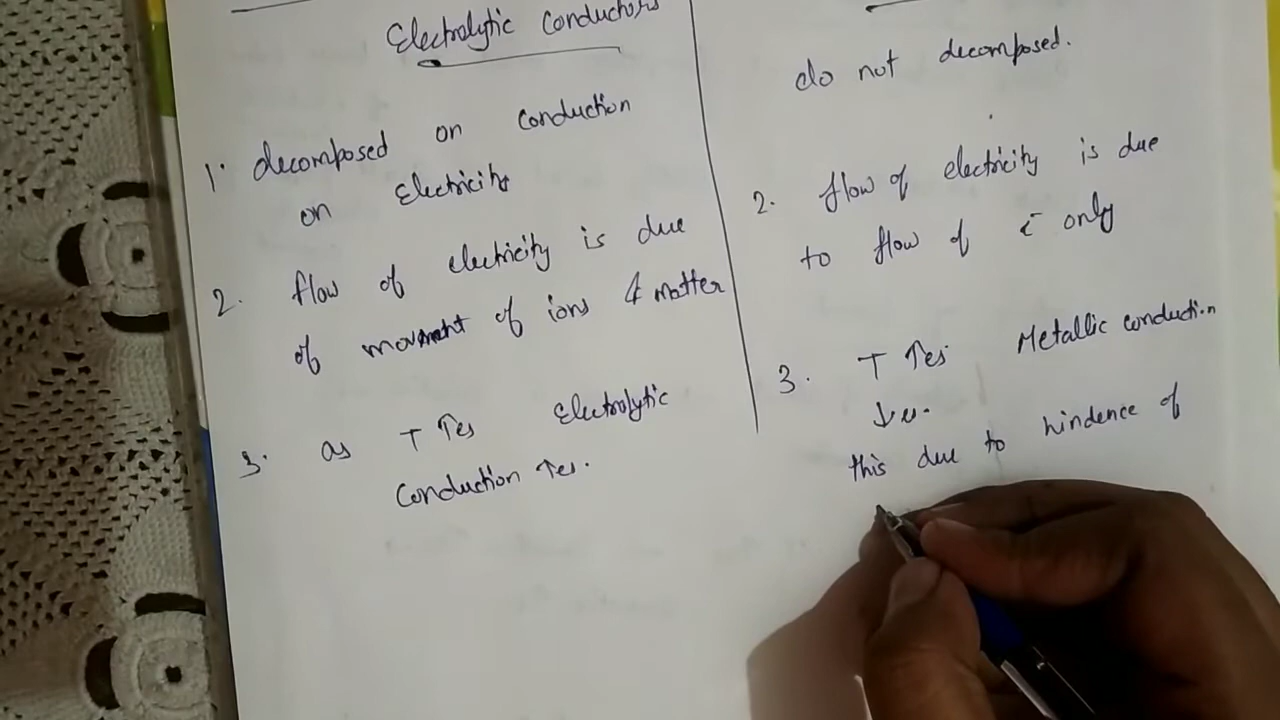 Electrolytic Conductors
1. decomposed on conduction
on Electricity
2. flow of electricity is due
of movment of ions & matter
3. as T ↑es Electrolytic
Conduction ↑es.
do not decomposed.
2. flow of electricity is due
to flow of e̅ only
3. T ↑es Metallic conduction
↓es.
this due to hindence of